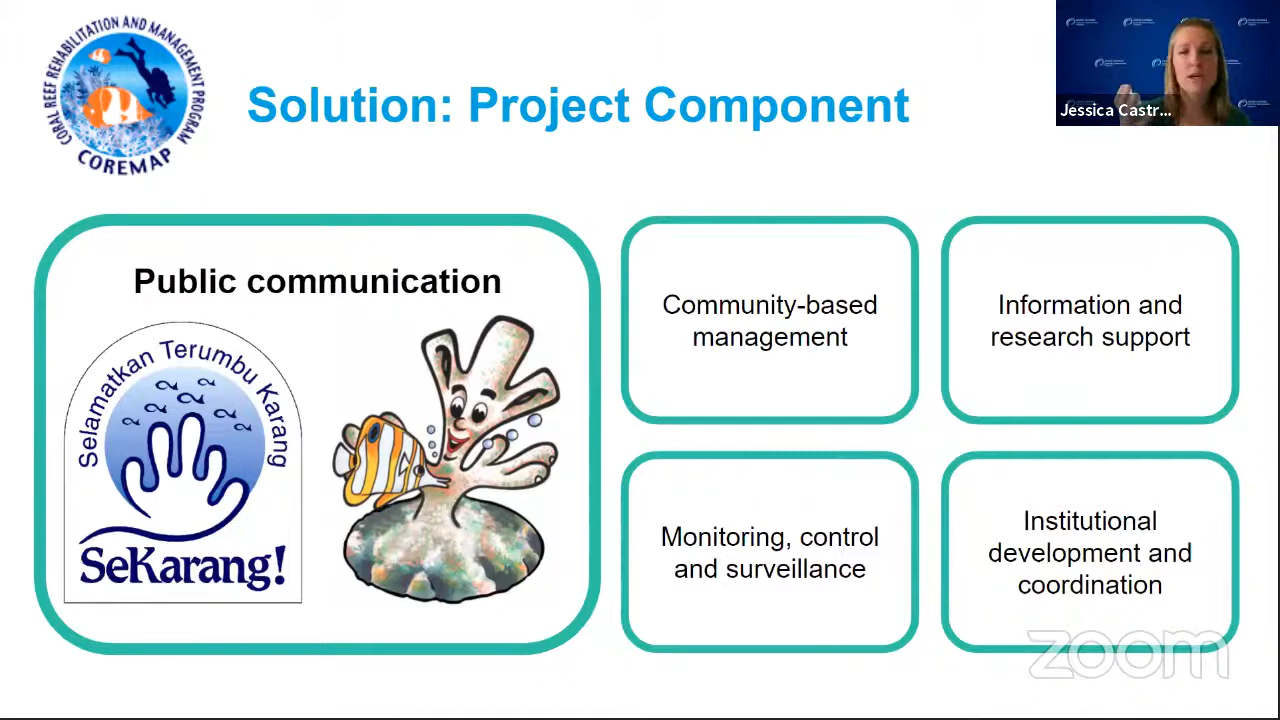 CORAL REEF REHABILITATION AND MANAGEMENT PROGRAM
COREMAP
Solution: Project Component
Jessica Castr...
Public communication
Selamatkan Terumbu Karang
SeKarang!
Community-based
management
Information and
research support
Monitoring, control
and surveillance
Institutional
development and
coordination
zoom